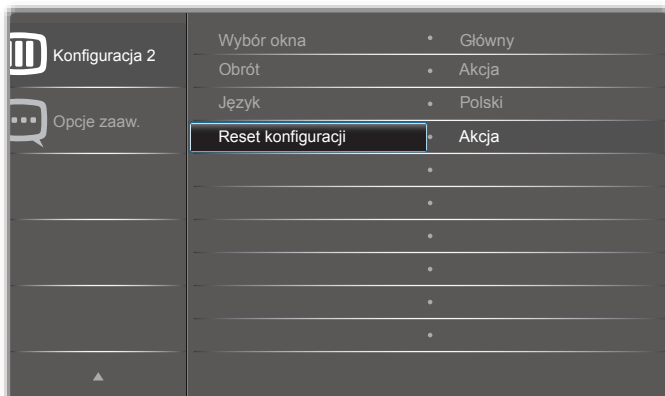 Konfiguracja 2
Opcje zaaw.
Wybór okna • Główny
Obrót • Akcja
Język • Polski
Reset konfiguracji • Akcja